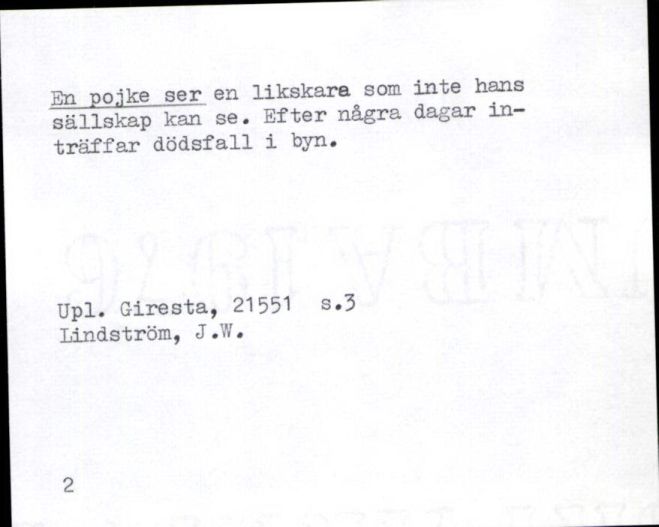 En pojke ser en likskara som inte hans
sällskap kan se. Efter några dagar in-
träffar dödsfall i byn.
Upl. Giresta, 21551 s.3
Lindström, J.W.
2